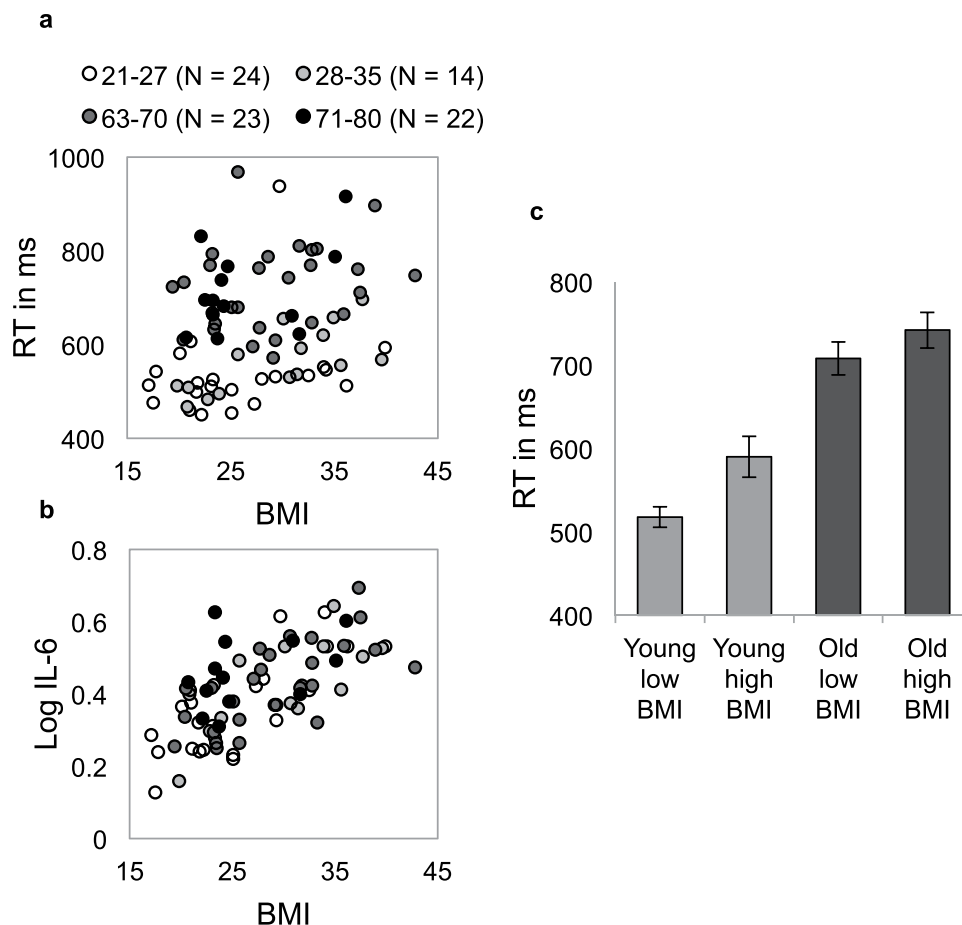 a
21-27 (N = 24) 28-35 (N = 14)
63-70 (N = 23) 71-80 (N = 22)
1000
800
600
400
RT in ms
15 25 35 45
BMI
b
0.8
0.6
0.4
0.2
0
Log IL-6
15 25 35 45
BMI
c
800
700
600
500
400
RT in ms
Young low BMI
Young high BMI
Old low BMI
Old high BMI